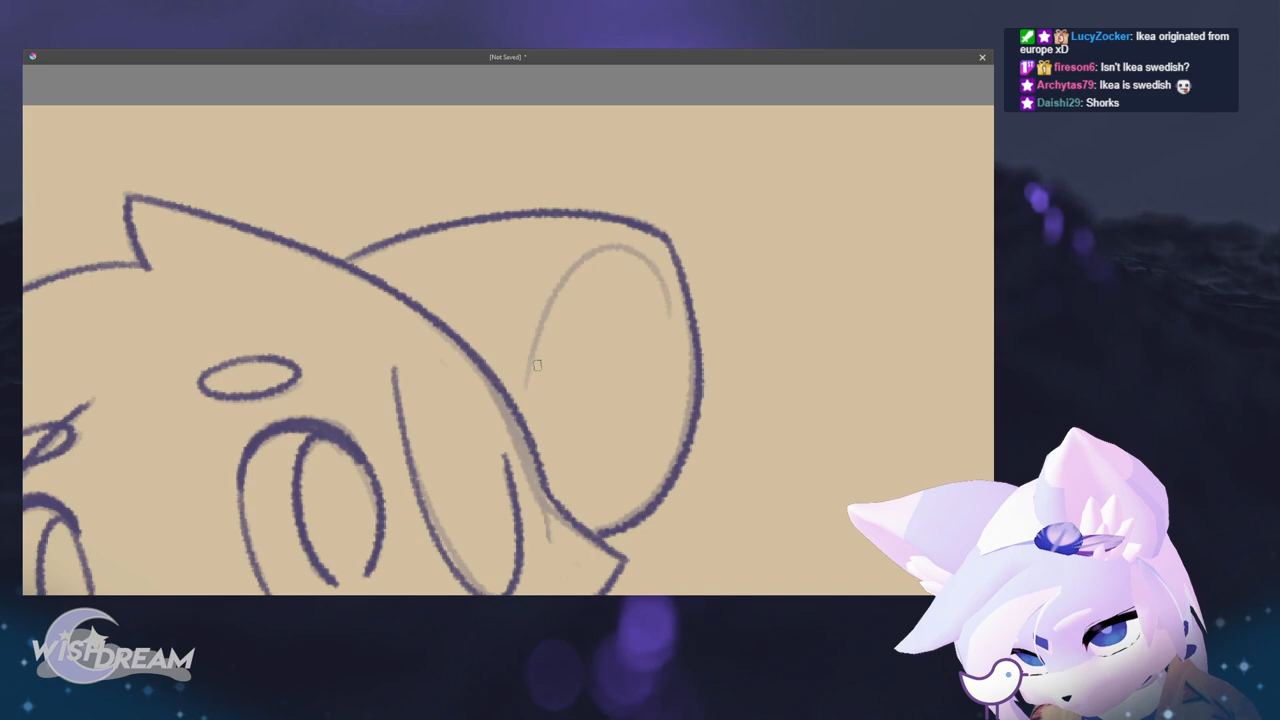 [Not Saved] *
LucyZocker: Ikea originated from
europe xD
fireson6: Isn't Ikea swedish?
Archytas79: Ikea is swedish
Daishi29: Shorks
WISHDREAM